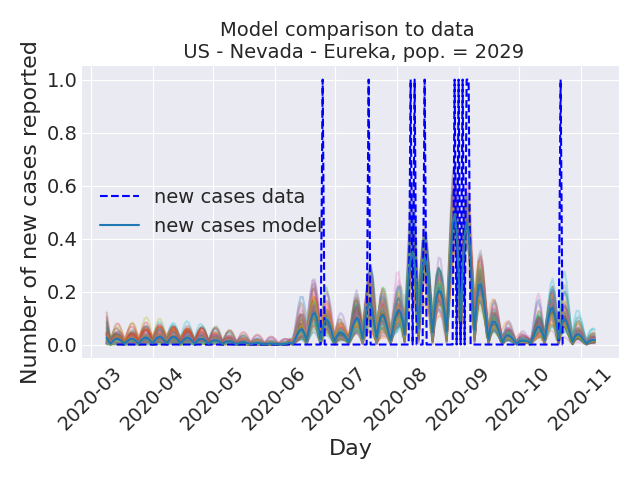 Model comparison to data
US - Nevada - Eureka, pop. = 2029
Number of new cases reported
1.0
0.8
0.6
0.4
0.2
0.0
new cases data
new cases model
2020-03
2020-04
2020-05
2020-06
2020-07
2020-08
2020-09
2020-10
2020-11
Day